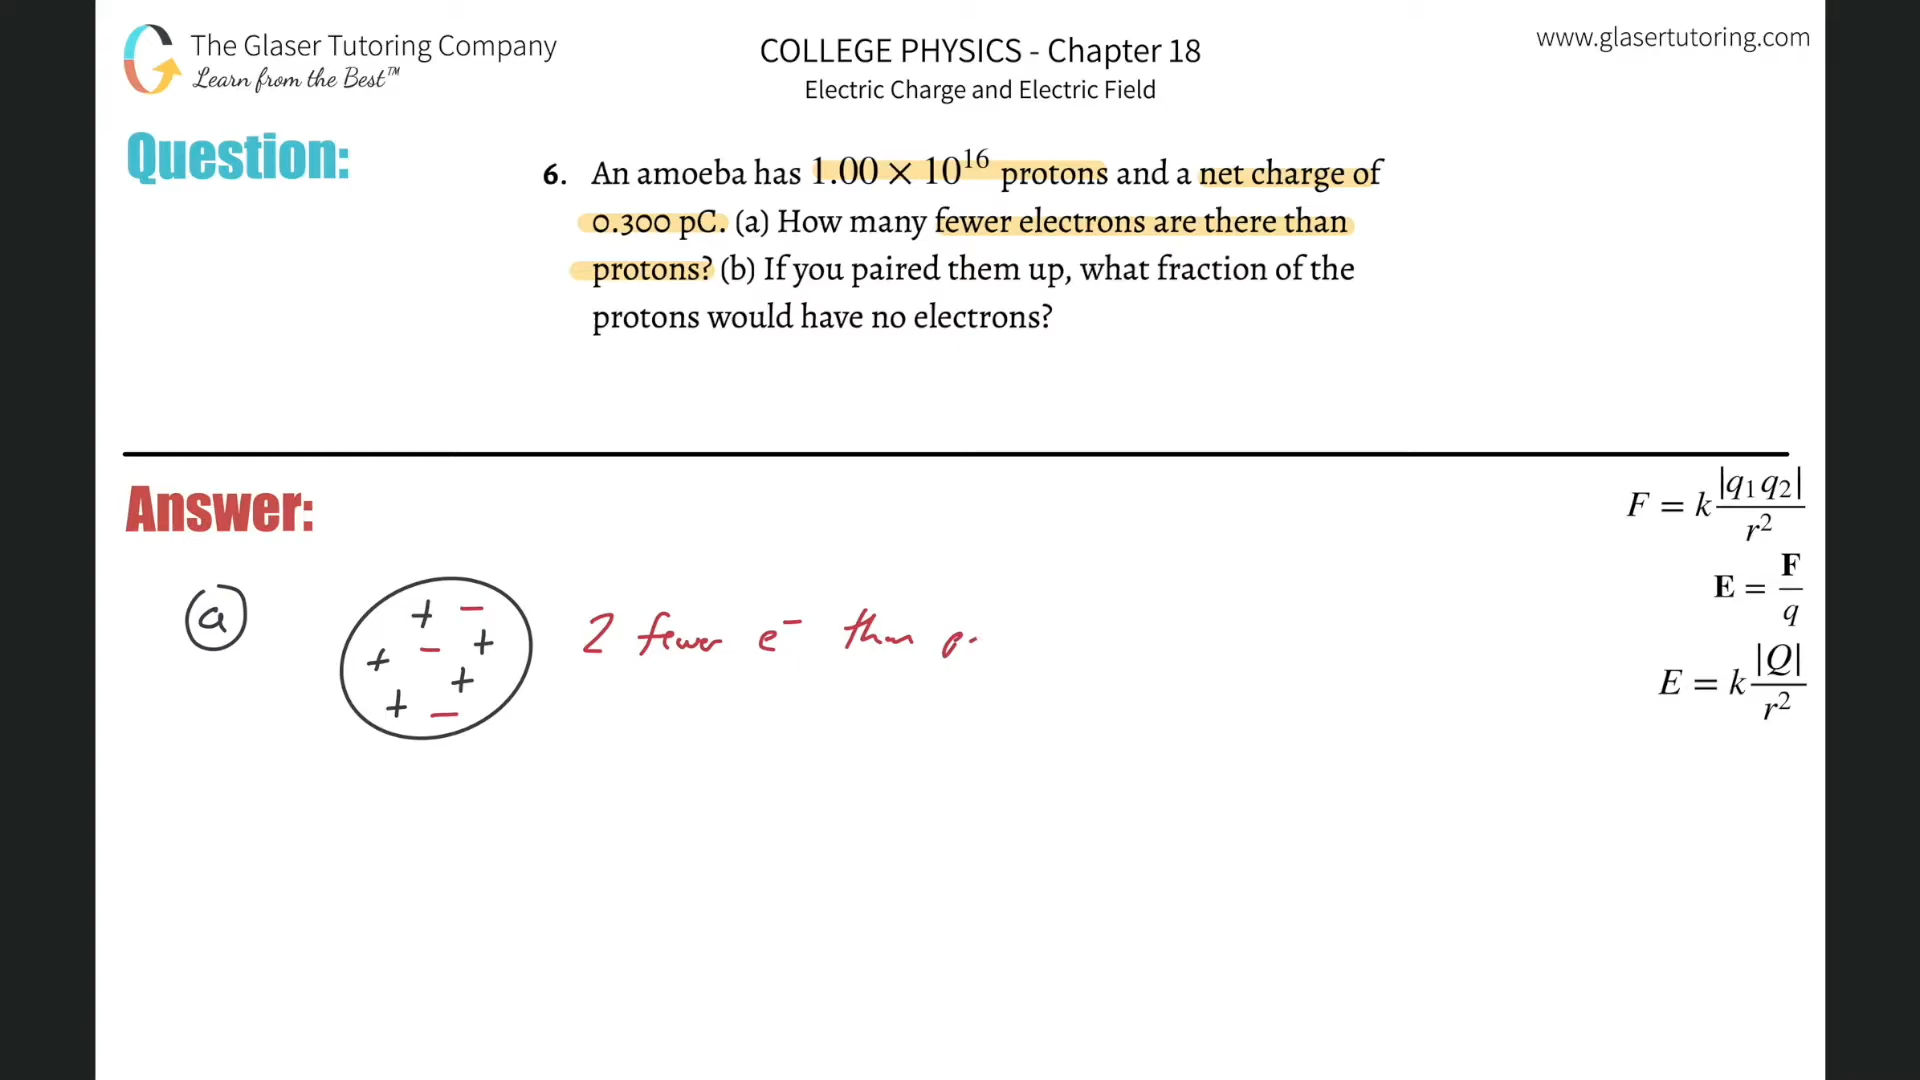 The Glaser Tutoring Company
Learn from the Best™
COLLEGE PHYSICS - Chapter 18
Electric Charge and Electric Field
www.glasertutoring.com
Question:
6. An amoeba has 1.00 × 10¹⁶ protons and a net charge of
0.300 pC. (a) How many fewer electrons are there than
protons? (b) If you paired them up, what fraction of the
protons would have no electrons?
Answer:
F = k |q₁q₂| / r²
E = F / q
E = k |Q| / r²
(a)
+ −
+ − +
+
+ −
2 fewer e⁻ than p.